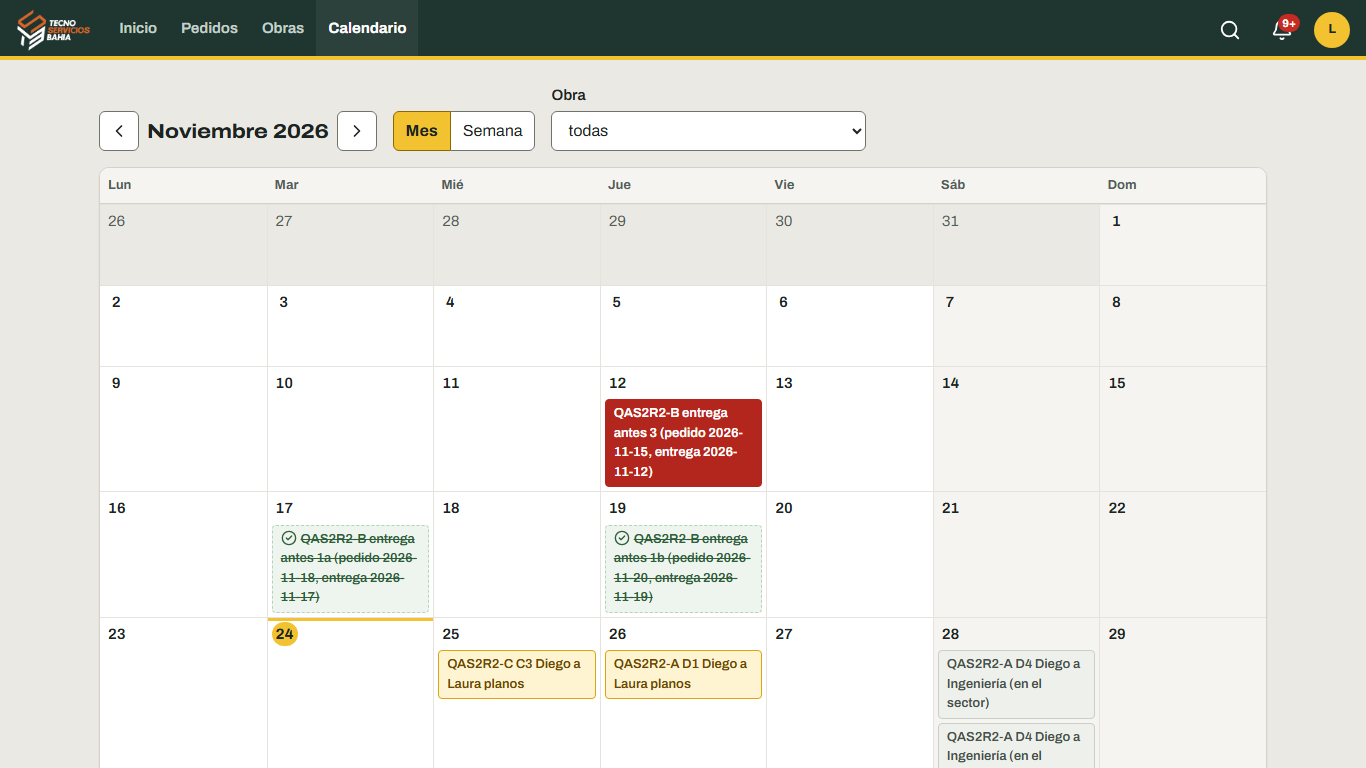 TECNO
SERVICIOS
BAHIA
Inicio Pedidos Obras Calendario
9+
L
Obra
Noviembre 2026
Mes Semana
todas
Lun Mar Mié Jue Vie Sáb Dom
26 27 28 29 30 31 1
2 3 4 5 6 7 8
9 10 11 12 13 14 15
QAS2R2-B entrega
antes 3 (pedido 2026-
11-15, entrega 2026-
11-12)
16 17 18 19 20 21 22
QAS2R2-B entrega
antes 1a (pedido 2026-
11-18, entrega 2026-
11-17)
QAS2R2-B entrega
antes 1b (pedido 2026-
11-20, entrega 2026-
11-19)
23 24 25 26 27 28 29
QAS2R2-C C3 Diego a
Laura planos
QAS2R2-A D1 Diego a
Laura planos
QAS2R2-A D4 Diego a
Ingeniería (en el
sector)
QAS2R2-A D4 Diego a
Ingeniería (en el